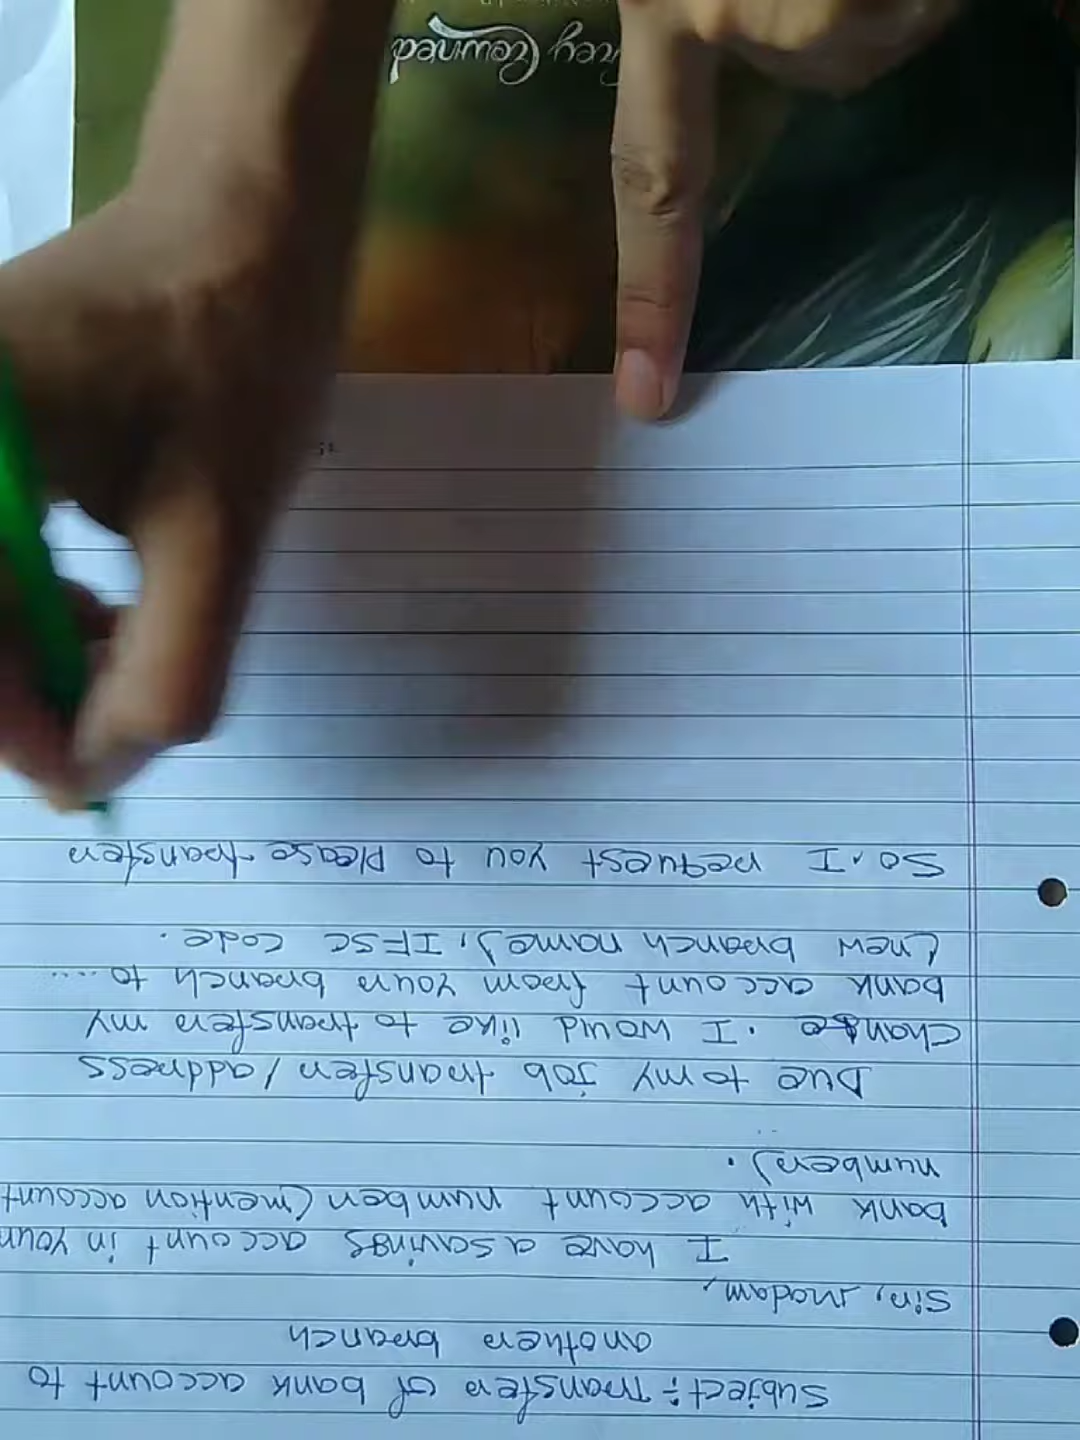 Subject:- Transfer of bank account to
another branch
Sir, madam,
I have a savings account in your
bank with account number (mention account
number).
Due to my job transfer / address
change. I would like to transfer my
bank account from your branch to ....
(new branch name), IFSC code.
So, I request you to please transfer
Grey Crowned